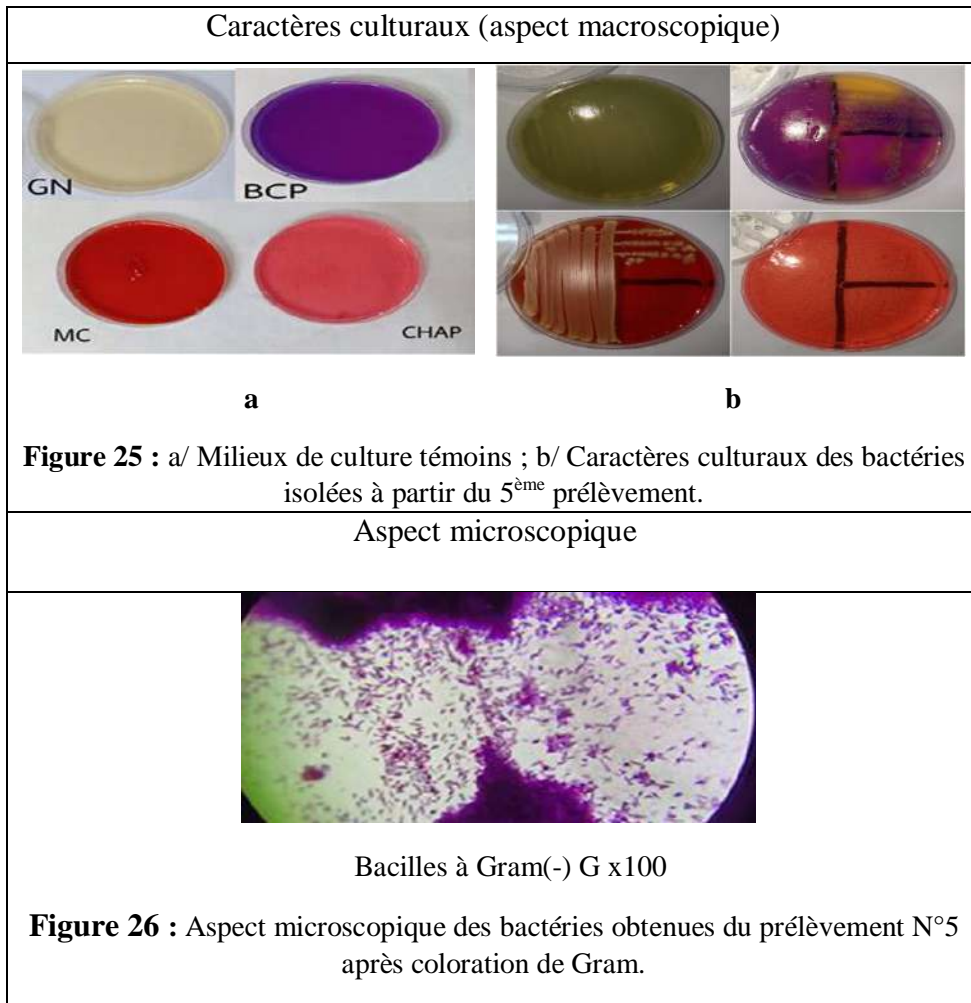 Caractères culturaux (aspect macroscopique)
GN
BCP
MC
CHAP
a
b
Figure 25 : a/ Milieux de culture témoins ; b/ Caractères culturaux des bactéries
isolées à partir du 5ème prélèvement.
Aspect microscopique
Bacilles à Gram(-) G x100
Figure 26 : Aspect microscopique des bactéries obtenues du prélèvement N°5
après coloration de Gram.